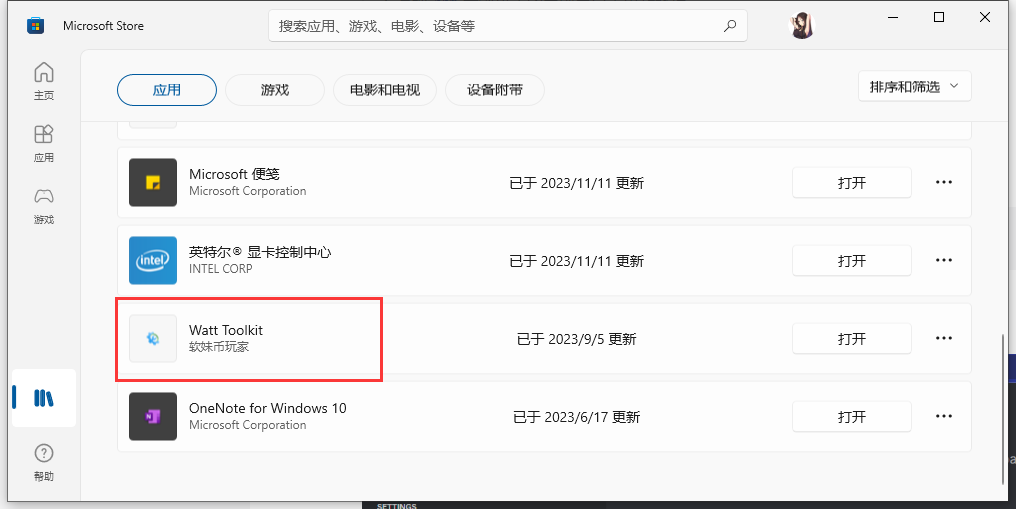 Microsoft Store
搜索应用、游戏、电影、设备等
主页
应用
游戏
帮助
应用
游戏
电影和电视
设备附带
排序和筛选
Microsoft 便笺
Microsoft Corporation
已于 2023/11/11 更新
打开
intel
英特尔® 显卡控制中心
INTEL CORP
已于 2023/11/11 更新
打开
Watt Toolkit
软妹币玩家
已于 2023/9/5 更新
打开
N
OneNote for Windows 10
Microsoft Corporation
已于 2023/6/17 更新
打开
SETTINGS